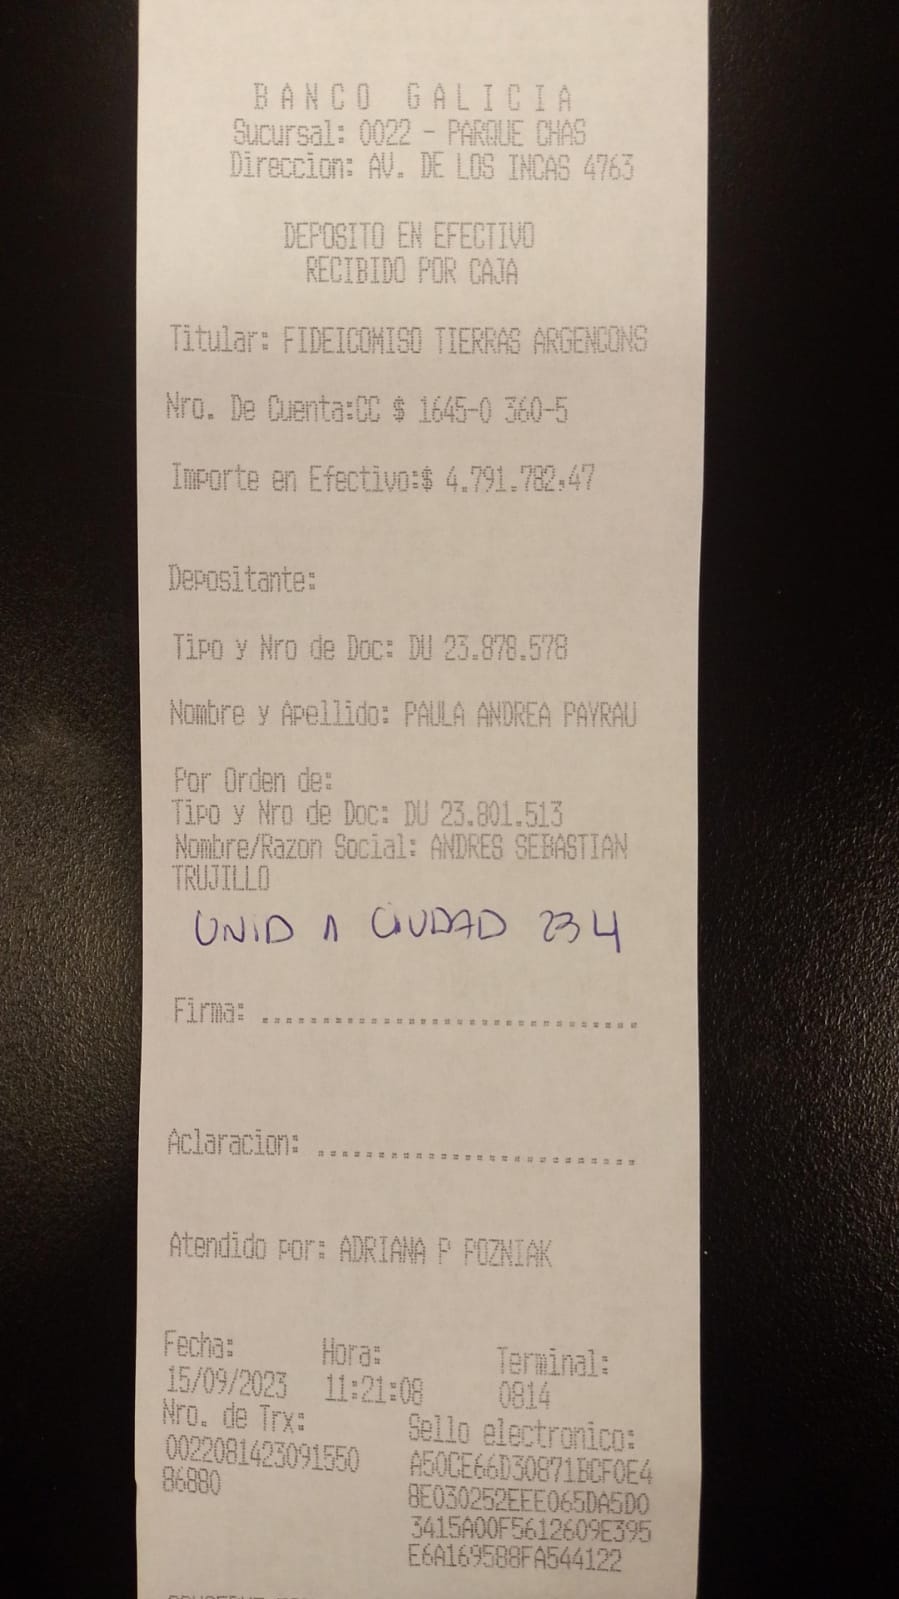 BANCO GALICIA
Sucursal: 0022 - PARQUE CHAS
Direccion: AV. DE LOS INCAS 4763
DEPOSITO EN EFECTIVO
RECIBIDO POR CAJA
Titular: FIDEICOMISO TIERRAS ARGENCONS
Nro. De Cuenta:CC $ 1645-0 360-5
Importe en Efectivo:$ 4.791.782,47
Depositante:
Tipo y Nro de Doc: DU 23.878.578
Nombre y Apellido: PAULA ANDREA PAYRAU
Por Orden de:
Tipo y Nro de Doc: DU 23.801.513
Nombre/Razon Social: ANDRES SEBASTIAN
TRUJILLO
UNID A CIUDAD 234
Firma: ................................
Aclaracion: ...........................
Atendido por: ADRIANA P POZNIAK
Fecha: Hora: Terminal:
15/09/2023 11:21:08 0814
Nro. de Trx: Sello electronico:
0022081423091550 A50CE66D30871BCF0E4
86880 8E030252EEE065DA5D0
3415A00F5612609E395
E6A169588FA544122